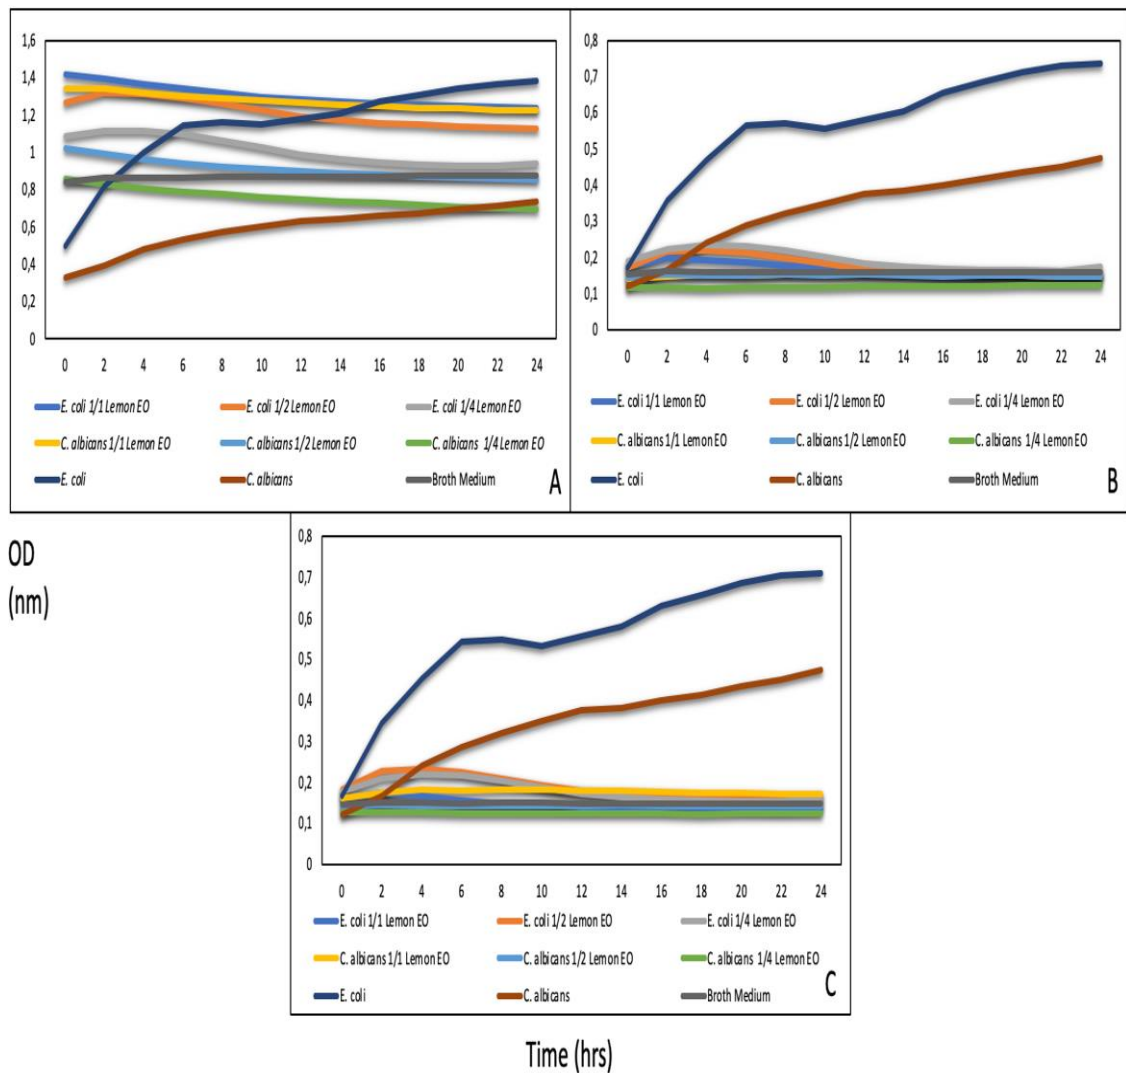 1,6
1,4
1,2
1
0,8
0,6
0,4
0,2
0
0 2 4 6 8 10 12 14 16 18 20 22 24
E. coli 1/1 Lemon EO E. coli 1/2 Lemon EO E. coli 1/4 Lemon EO
C. albicans 1/1 Lemon EO C. albicans 1/2 Lemon EO C. albicans 1/4 Lemon EO
E. coli C. albicans Broth Medium
A
0,8
0,7
0,6
0,5
0,4
0,3
0,2
0,1
0
0 2 4 6 8 10 12 14 16 18 20 22 24
E. coli 1/1 Lemon EO E. coli 1/2 Lemon EO E. coli 1/4 Lemon EO
C. albicans 1/1 Lemon EO C. albicans 1/2 Lemon EO C. albicans 1/4 Lemon EO
E. coli C. albicans Broth Medium
B
OD
(nm)
0,8
0,7
0,6
0,5
0,4
0,3
0,2
0,1
0
0 2 4 6 8 10 12 14 16 18 20 22 24
E. coli 1/1 Lemon EO E. coli 1/2 Lemon EO E. coli 1/4 Lemon EO
C. albicans 1/1 Lemon EO C. albicans 1/2 Lemon EO C. albicans 1/4 Lemon EO
E. coli C. albicans Broth Medium
C
Time (hrs)